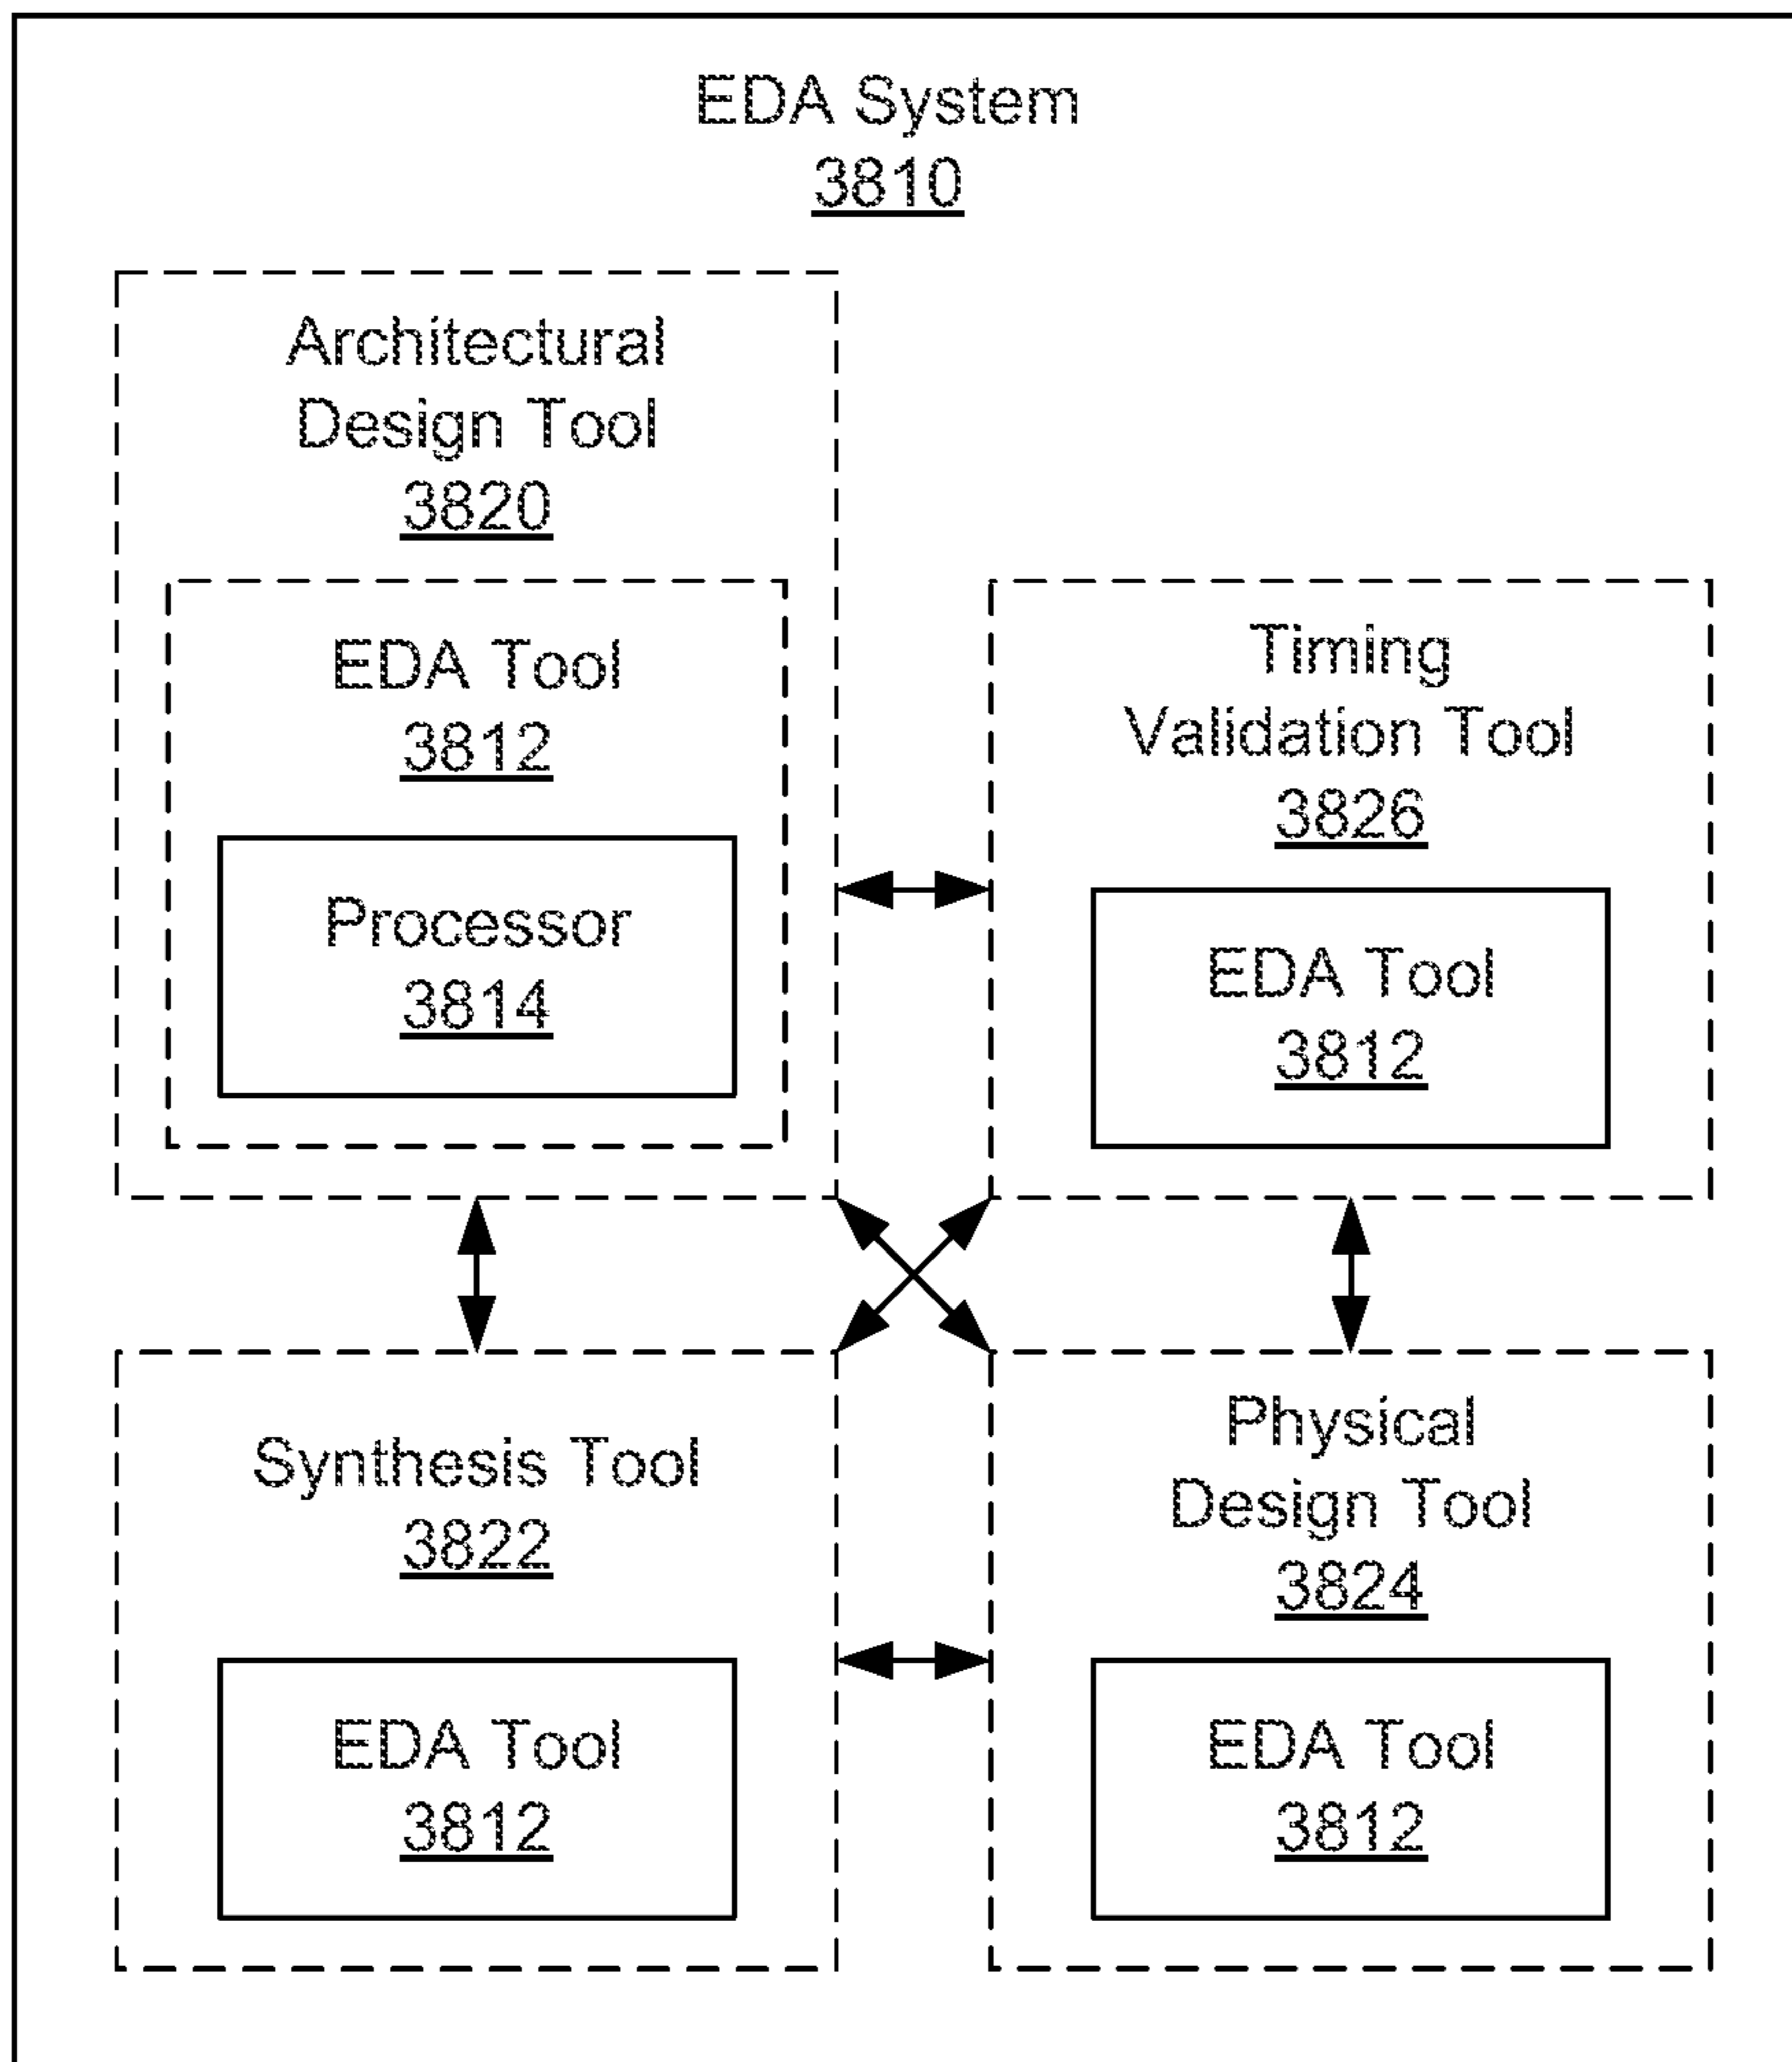 EDA System
3810
Architectural
Design Tool
3820
EDA Tool
3812
Processor
3814
Timing
Validation Tool
3826
EDA Tool
3812
Synthesis Tool
3822
EDA Tool
3812
Physical
Design Tool
3824
EDA Tool
3812